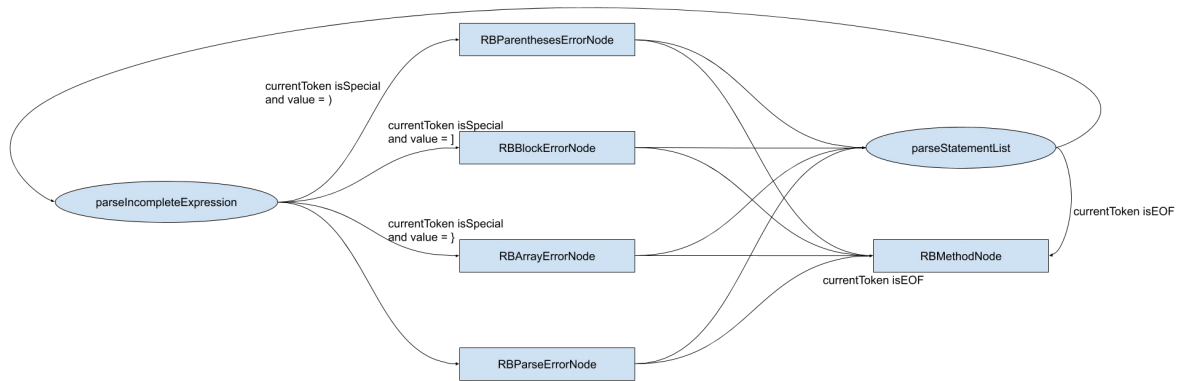 RBParenthesesErrorNode
currentToken isSpecial
and value = )
currentToken isSpecial
and value = ]
RBBlockErrorNode
parseStatementList
parseIncompleteExpression
currentToken isEOF
currentToken isSpecial
and value = }
RBArrayErrorNode
RBMethodNode
currentToken isEOF
RBParseErrorNode